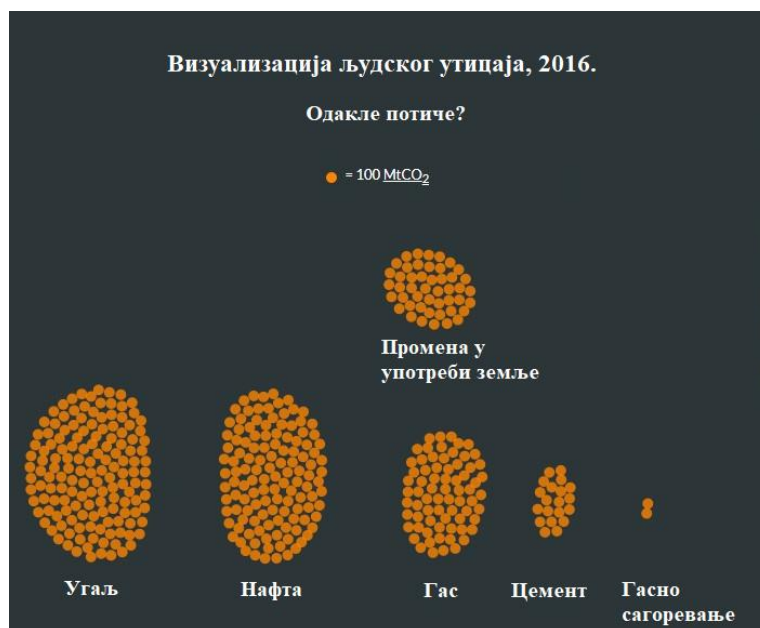 Визуализација људског утицаја, 2016.
Одакле потиче?
= 100 MtCO₂
Промена у
употреби земље
Угаљ
Нафта
Гас
Цемент
Гасно
сагоревање